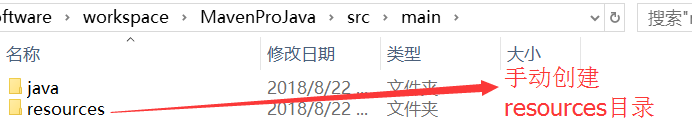 oftware › workspace › MavenProJava › src › main ›
搜索"n
名称 修改日期 类型 大小
java 2018/8/22 ... 文件夹
resources 2018/8/22 ... 文件夹
手动创建
resources目录